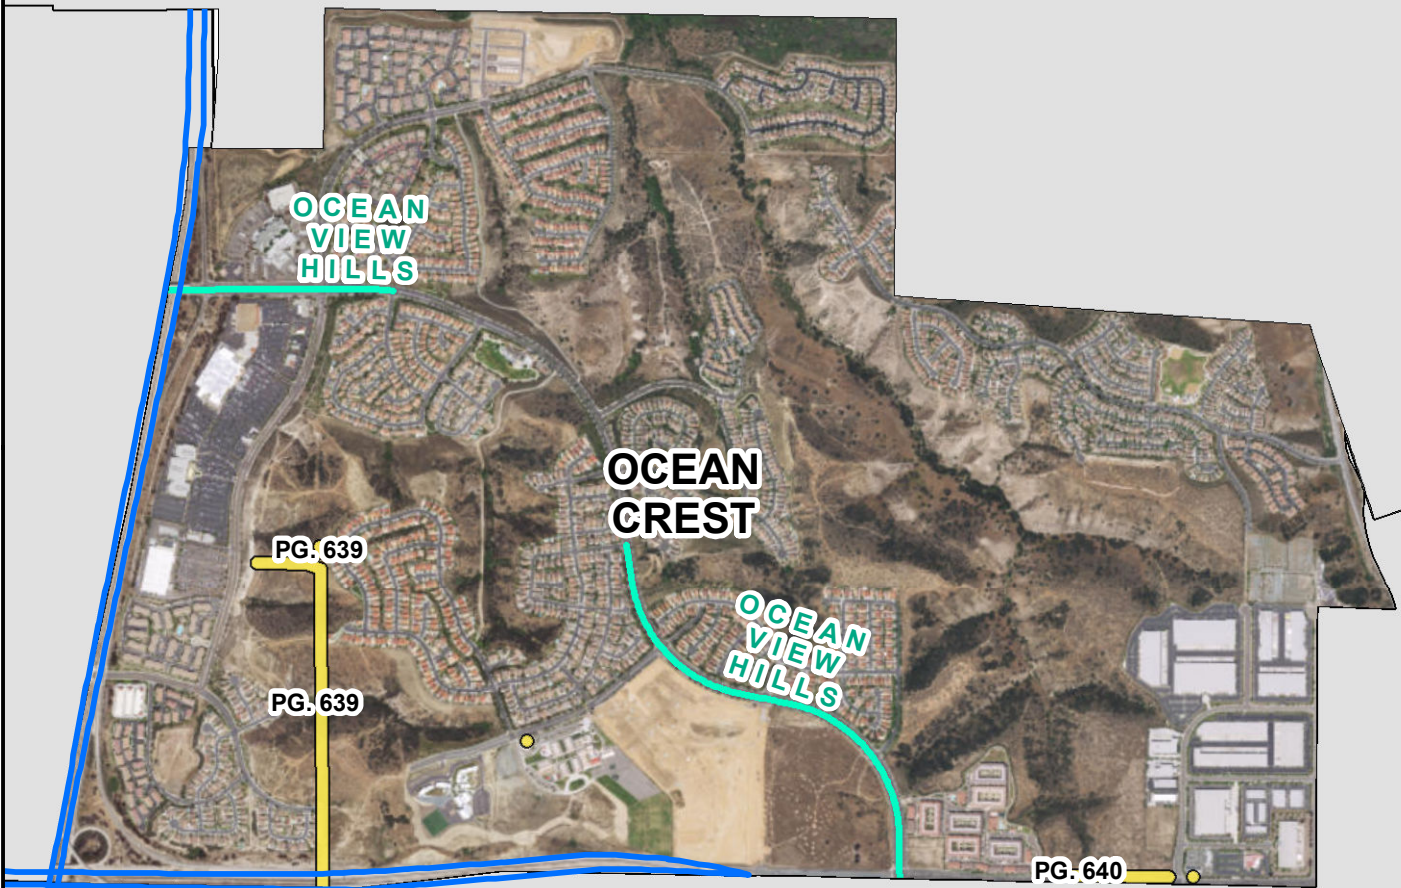 OCEAN
VIEW
HILLS
OCEAN
CREST
PG. 639
OCEAN
VIEW
HILLS
PG. 639
PG. 640